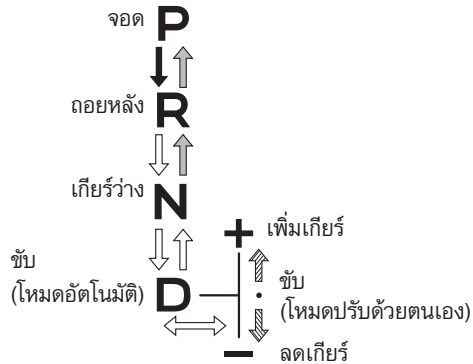 จอด P
ถอยหลัง R
เกียร์ว่าง N
+ เพิ่มเกียร์
ขับ
(โหมดอัตโนมัติ) D
ขับ
(โหมดปรับด้วยตนเอง)
− ลดเกียร์